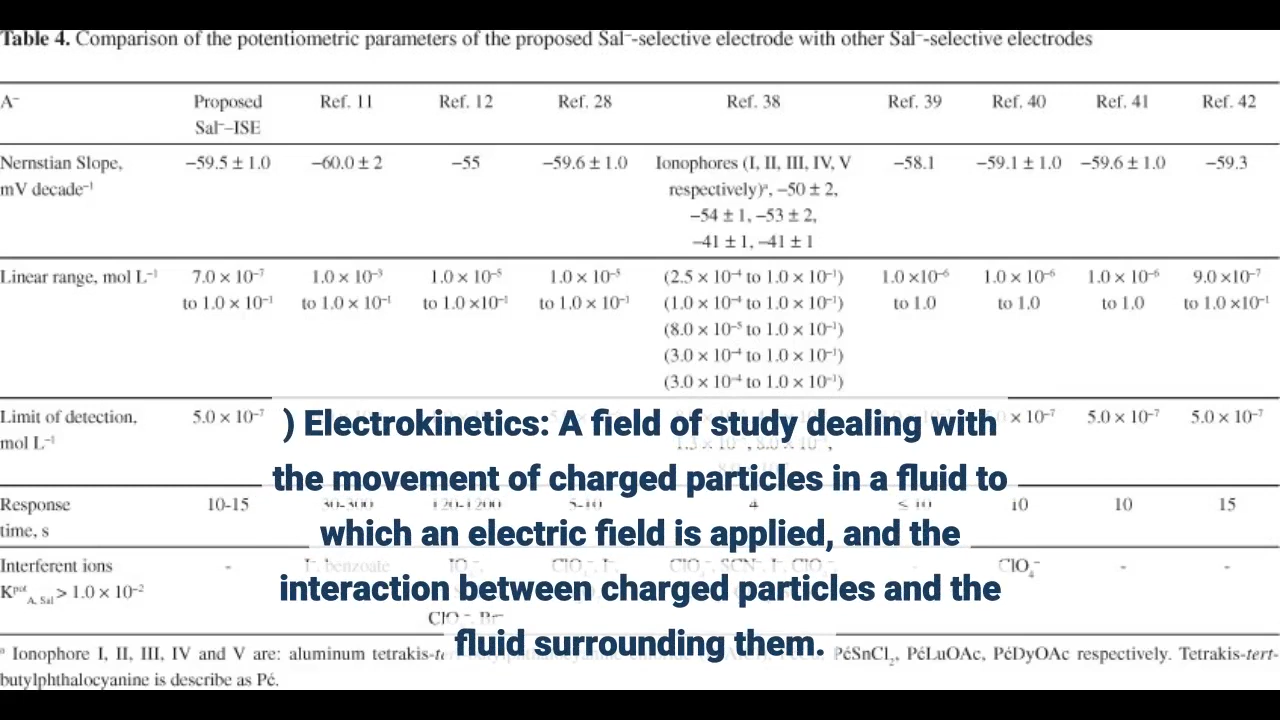 Table 4. Comparison of the potentiometric parameters of the proposed Sal⁻-selective electrode with other Sal⁻-selective electrodes
A⁻ Proposed Ref. 11 Ref. 12 Ref. 28 Ref. 38 Ref. 39 Ref. 40 Ref. 41 Ref. 42
Sal⁻–ISE
Nernstian Slope, −59.5 ± 1.0 −60.0 ± 2 −55 −59.6 ± 1.0 Ionophores (I, II, III, IV, V −58.1 −59.1 ± 1.0 −59.6 ± 1.0 −59.3
mV decade⁻¹ respectively)ᵃ, −50 ± 2,
−54 ± 1, −53 ± 2,
−41 ± 1, −41 ± 1
Linear range, mol L⁻¹ 7.0 × 10⁻⁷ 1.0 × 10⁻³ 1.0 × 10⁻⁵ 1.0 × 10⁻⁵ (2.5 × 10⁻⁴ to 1.0 × 10⁻¹) 1.0 ×10⁻⁶ 1.0 × 10⁻⁶ 1.0 × 10⁻⁶ 9.0 ×10⁻⁷
to 1.0 × 10⁻¹ to 1.0 × 10⁻¹ to 1.0 ×10⁻¹ to 1.0 × 10⁻¹ (1.0 × 10⁻⁴ to 1.0 × 10⁻¹) to 1.0 to 1.0 to 1.0 to 1.0 ×10⁻¹
(8.0 × 10⁻⁵ to 1.0 × 10⁻¹)
(3.0 × 10⁻⁴ to 1.0 × 10⁻¹)
(3.0 × 10⁻⁴ to 1.0 × 10⁻¹)
Limit of detection, 5.0 × 10⁻⁷ × 10⁻⁷ 5.0 × 10⁻⁷ 5.0 × 10⁻⁷
mol L⁻¹
) Electrokinetics: A field of study dealing with
the movement of charged particles in a fluid to
which an electric field is applied, and the
interaction between charged particles and the
fluid surrounding them.
Response 10-15 30-300 120-1200 5-10 4 ≤ 10 10 10 15
time, s
Interferent ions - I⁻, benzoate ClO₄⁻ - -
Kᵖᵒᵗ A, Sal > 1.0 × 10⁻²
ᵃ Ionophore I, II, III, IV and V are: aluminum tetrakis- PćSnCl₂, PćLuOAc, PćDyOAc respectively. Tetrakis-tert-
butylphthalocyanine is describe as Pć.